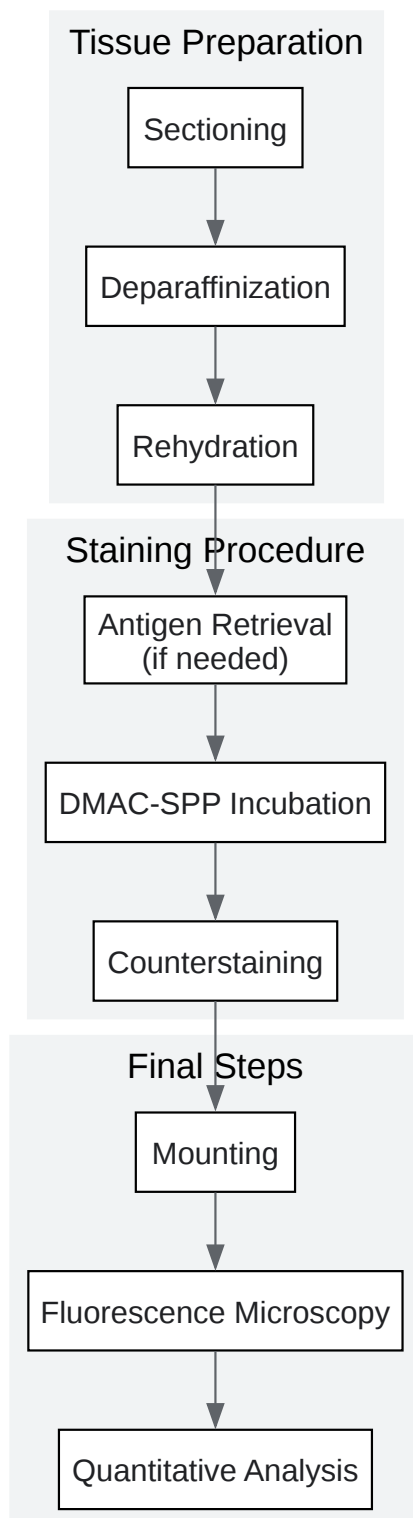 Tissue Preparation
Sectioning
Deparaffinization
Rehydration
Staining Procedure
Antigen Retrieval
(if needed)
DMAC-SPP Incubation
Counterstaining
Final Steps
Mounting
Fluorescence Microscopy
Quantitative Analysis